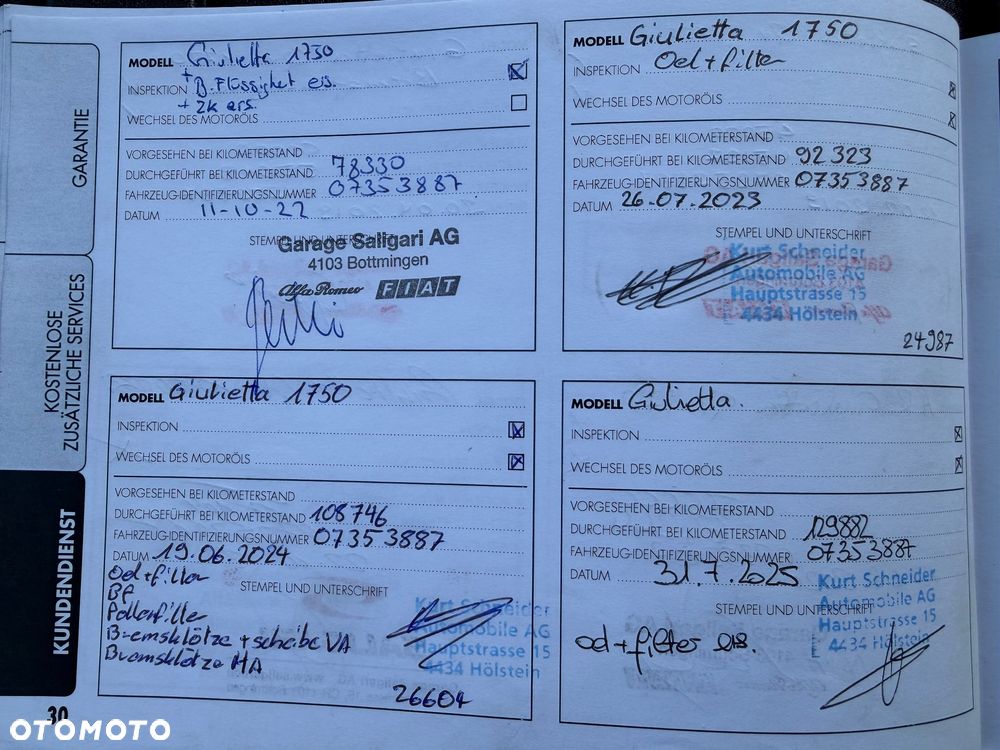 GARANTIE
KOSTENLOSE
ZUSÄTZLICHE SERVICES
KUNDENDIENST
30
OTOMOTO
MODELL Giulietta 1750
INSPEKTION + B.Flüssigkeit ers.
+ ZK ers.
WECHSEL DES MOTORÖLS
VORGESEHEN BEI KILOMETERSTAND
DURCHGEFÜHRT BEI KILOMETERSTAND 78330
FAHRZEUG-IDENTIFIZIERUNGSNUMMER 07353887
DATUM 11-10-22
STEMPEL UND UNTERSCHRIFT
Garage Saligari AG
4103 Bottmingen
Alfa Romeo FIAT
MODELL Giulietta 1750
INSPEKTION Oel + filter
WECHSEL DES MOTORÖLS
VORGESEHEN BEI KILOMETERSTAND
DURCHGEFÜHRT BEI KILOMETERSTAND 92323
FAHRZEUG-IDENTIFIZIERUNGSNUMMER 07353887
DATUM 26.07.2023
STEMPEL UND UNTERSCHRIFT
Kurt Schneider
Automobile AG
Hauptstrasse 15
4434 Hölstein
24987
MODELL Giulietta 1750
INSPEKTION
WECHSEL DES MOTORÖLS
VORGESEHEN BEI KILOMETERSTAND
DURCHGEFÜHRT BEI KILOMETERSTAND 108746
FAHRZEUG-IDENTIFIZIERUNGSNUMMER 07353887
DATUM 19.06.2024
Oel + filter
BF
Pollenfilter
Bremsklötze + scheibe VA
Bremsklötze HA
STEMPEL UND UNTERSCHRIFT
Kurt Schneider
Automobile AG
Hauptstrasse 15
4434 Hölstein
26604
MODELL Giulietta.
INSPEKTION
WECHSEL DES MOTORÖLS
VORGESEHEN BEI KILOMETERSTAND
DURCHGEFÜHRT BEI KILOMETERSTAND 129882
FAHRZEUG-IDENTIFIZIERUNGSNUMMER 07353887
DATUM 31.7.2025
STEMPEL UND UNTERSCHRIFT
Kurt Schneider
Automobile AG
Hauptstrasse 15
4434 Hölstein
oel + filter ers.